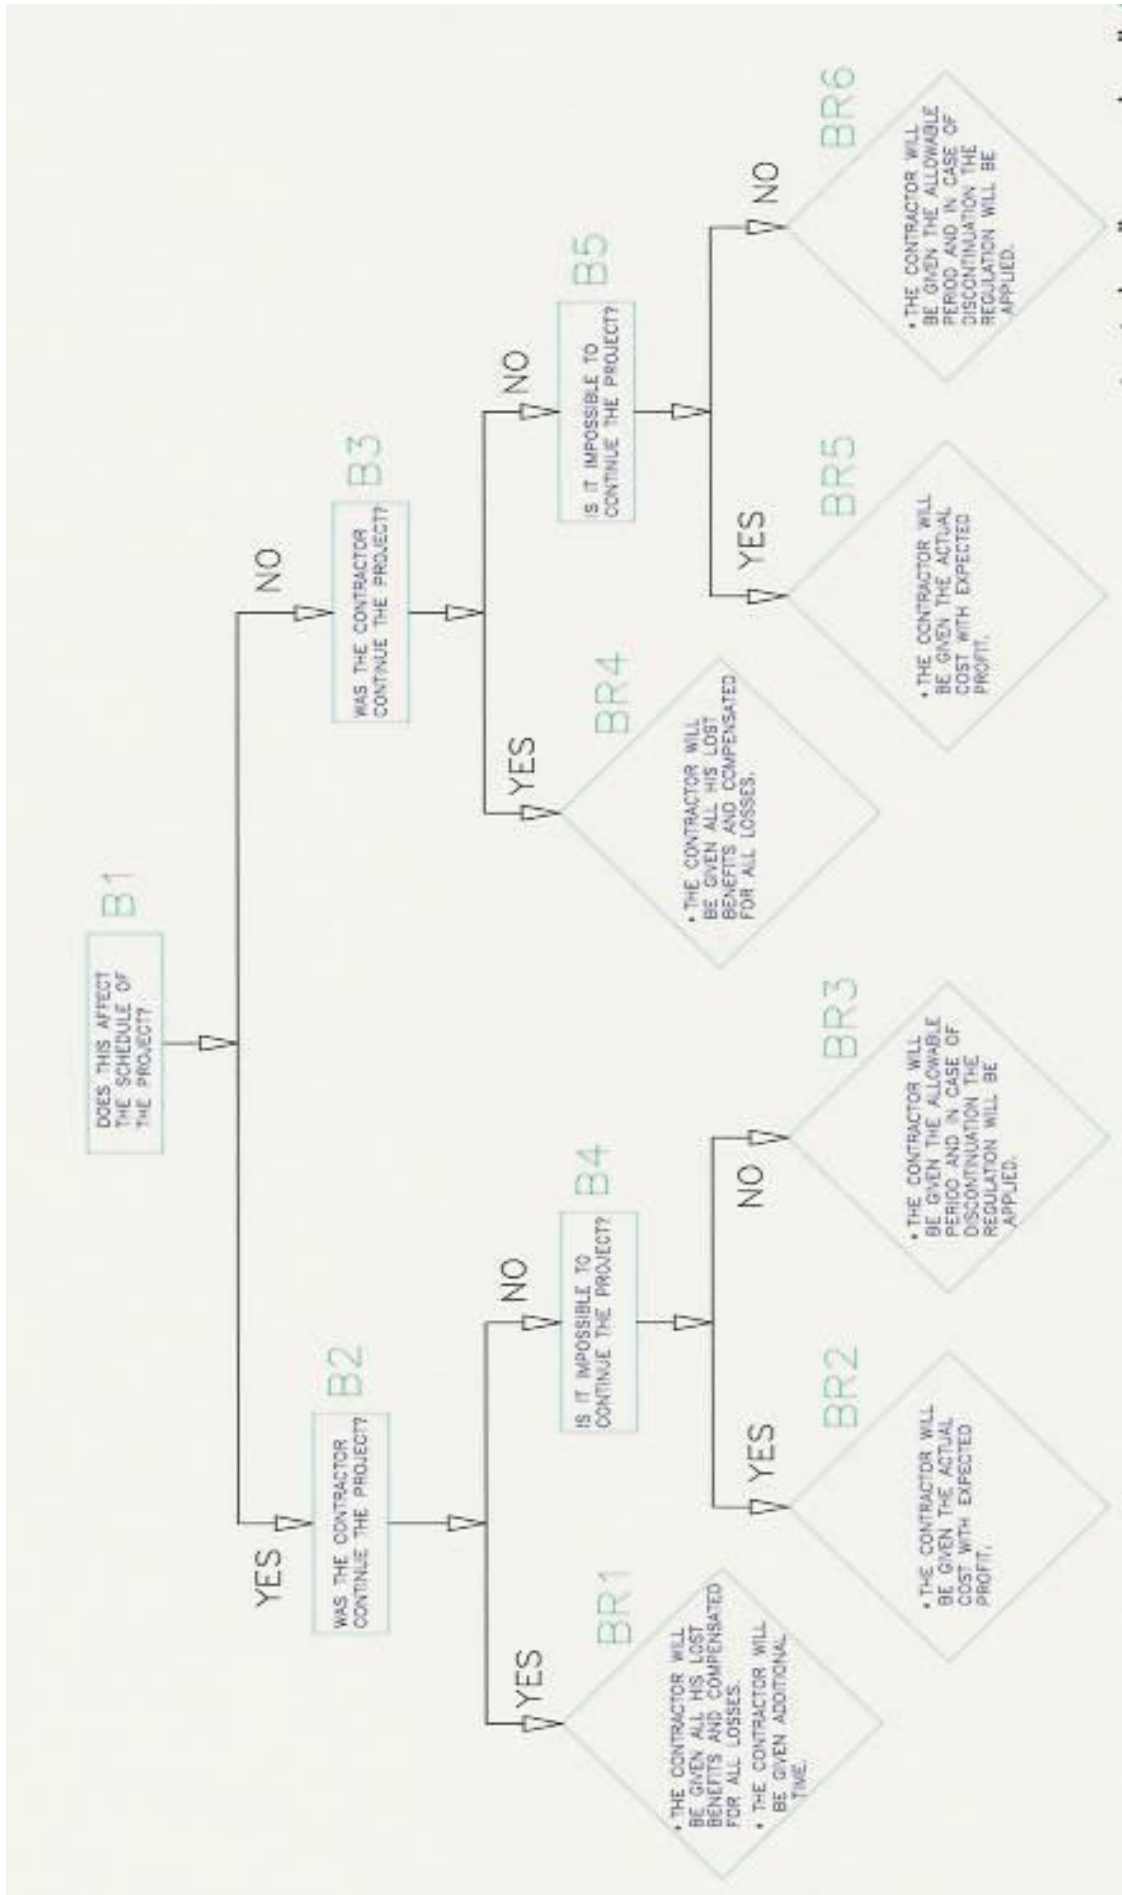 B1
DOES THIS AFFECT
THE SCHEDULE OF
THE PROJECT?
YES
NO
B2
WAS THE CONTRACTOR
CONTINUE THE PROJECT?
B3
WAS THE CONTRACTOR
CONTINUE THE PROJECT?
YES
NO
YES
NO
BR1
• THE CONTRACTOR WILL
BE GIVEN ALL HIS LOST
BENEFITS AND COMPENSATED
FOR ALL LOSSES.
• THE CONTRACTOR WILL
BE GIVEN ADDITIONAL
TIME.
B4
IS IT IMPOSSIBLE TO
CONTINUE THE PROJECT?
BR4
• THE CONTRACTOR WILL
BE GIVEN ALL HIS LOST
BENEFITS AND COMPENSATED
FOR ALL LOSSES.
B5
IS IT IMPOSSIBLE TO
CONTINUE THE PROJECT?
YES
NO
YES
NO
BR2
• THE CONTRACTOR WILL
BE GIVEN THE ACTUAL
COST WITH EXPECTED
PROFIT.
BR3
• THE CONTRACTOR WILL
BE GIVEN THE ALLOWABLE
PERIOD AND IN CASE OF
DISCONTINUATION THE
REGULATION WILL BE
APPLIED.
BR5
• THE CONTRACTOR WILL
BE GIVEN THE ACTUAL
COST WITH EXPECTED
PROFIT.
BR6
• THE CONTRACTOR WILL
BE GIVEN THE ALLOWABLE
PERIOD AND IN CASE OF
DISCONTINUATION THE
REGULATION WILL BE
APPLIED.